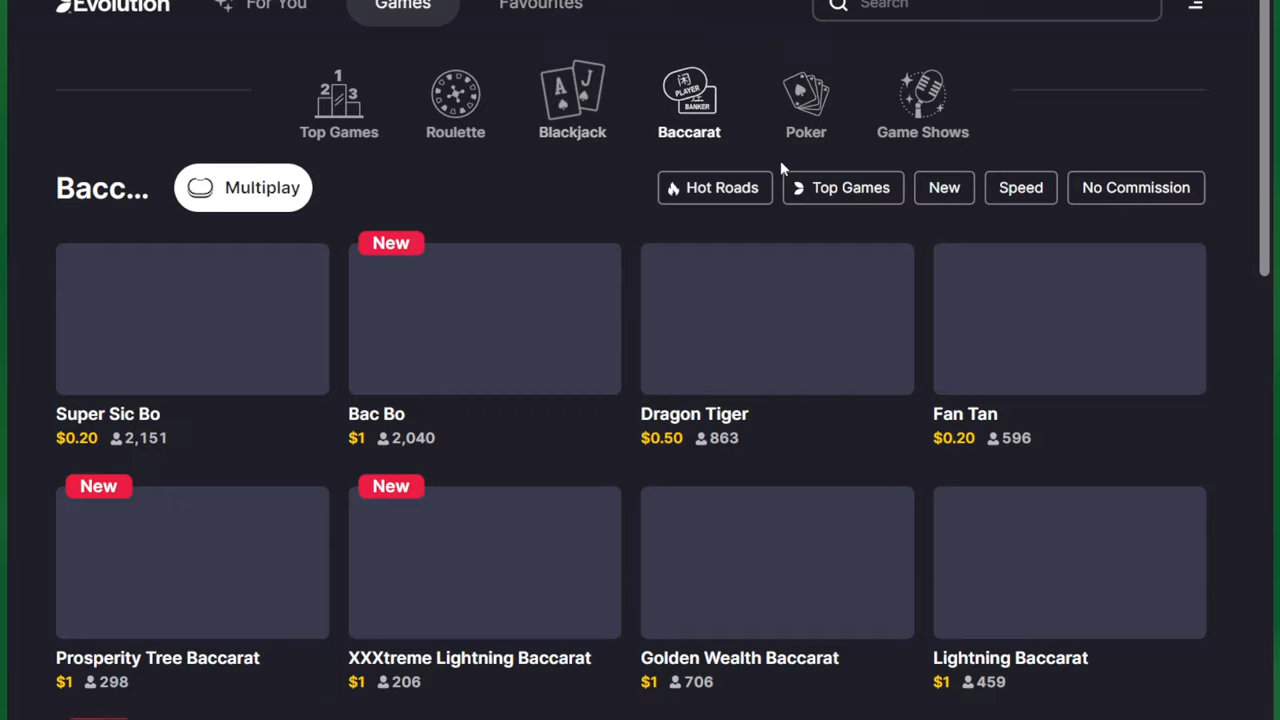 Evolution
For You
Games
Favourites
Search
1
2
3
Top Games
Roulette
A
J
Blackjack
闲
PLAYER
BANKER
Baccarat
Poker
Game Shows
Bacc...
Multiplay
Hot Roads
Top Games
New
Speed
No Commission
New
Super Sic Bo
$0.20 2,151
Bac Bo
$1 2,040
Dragon Tiger
$0.50 863
Fan Tan
$0.20 596
New
New
Prosperity Tree Baccarat
$1 298
XXXtreme Lightning Baccarat
$1 206
Golden Wealth Baccarat
$1 706
Lightning Baccarat
$1 459